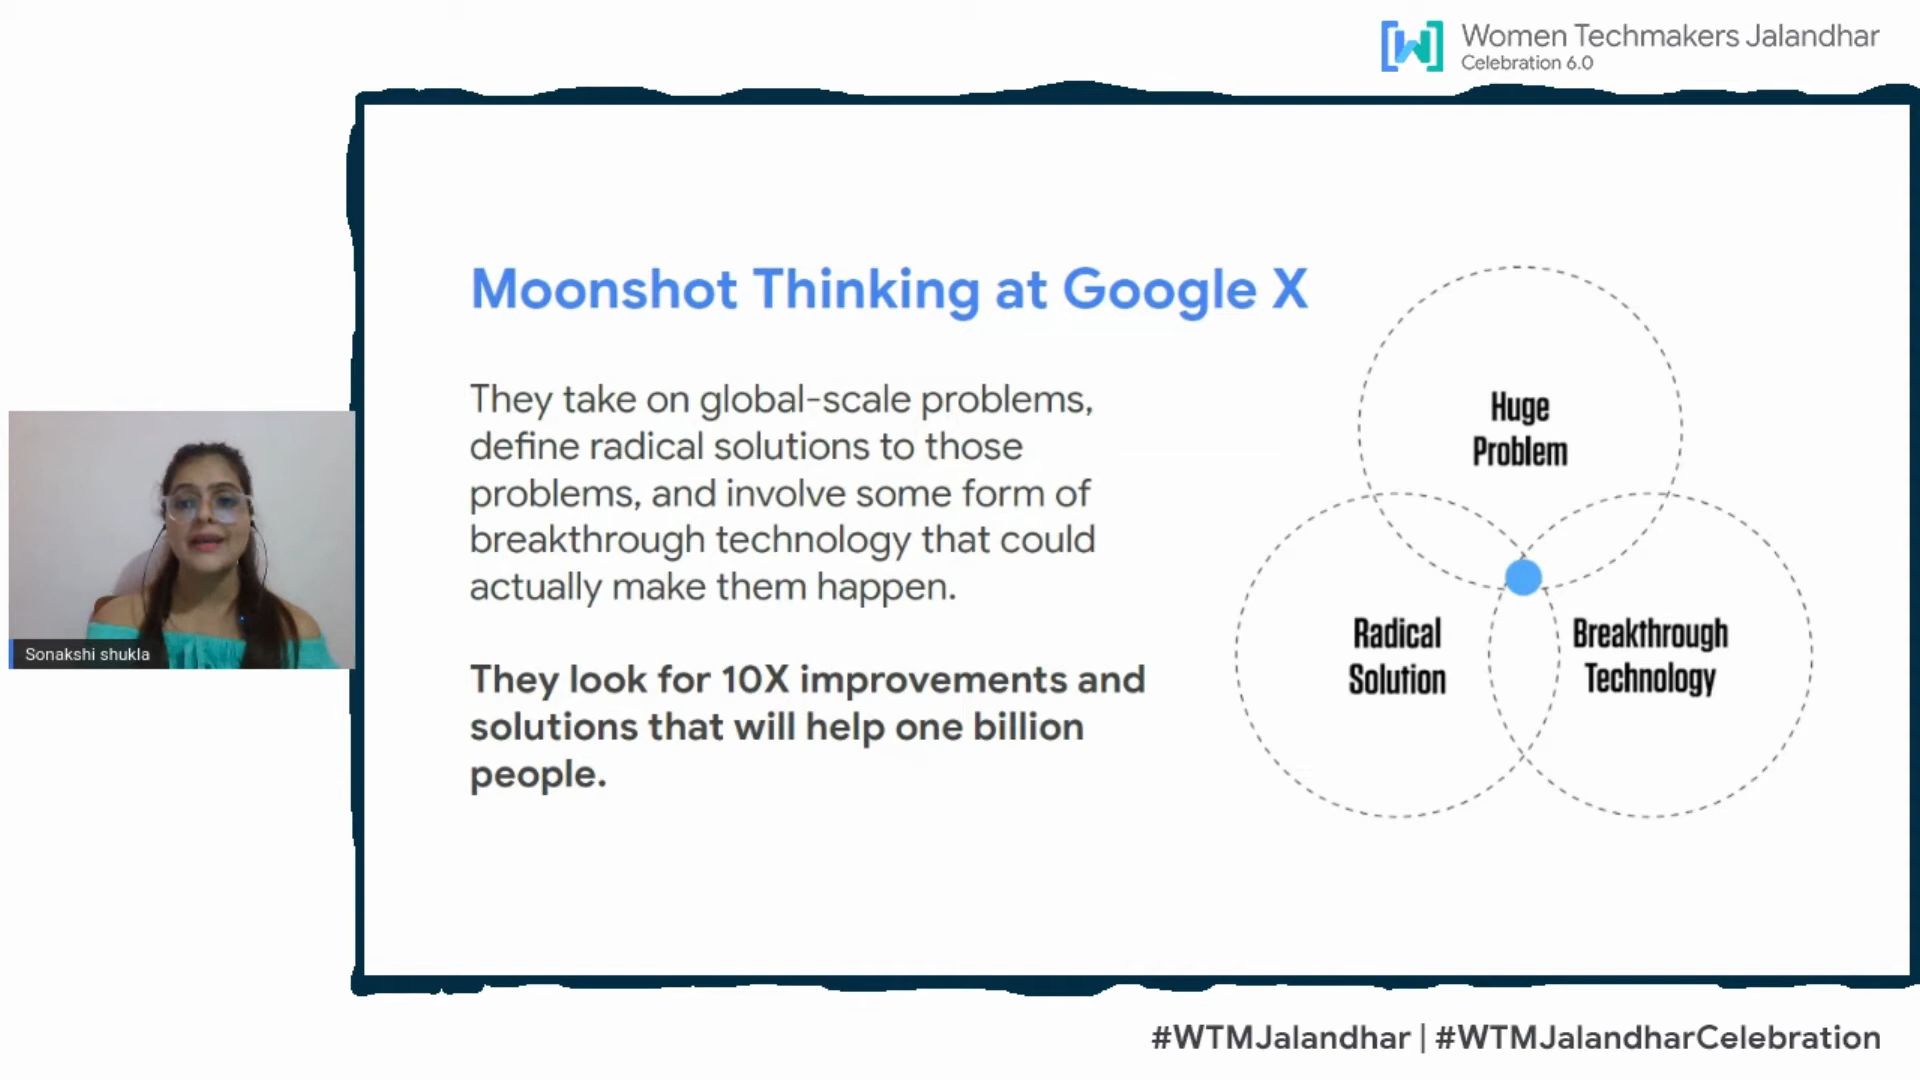 Women Techmakers Jalandhar
Celebration 6.0
Moonshot Thinking at Google X
They take on global-scale problems,
define radical solutions to those
problems, and involve some form of
breakthrough technology that could
actually make them happen.
They look for 10X improvements and
solutions that will help one billion
people.
Huge
Problem
Radical
Solution
Breakthrough
Technology
Sonakshi shukla
#WTMJalandhar | #WTMJalandharCelebration